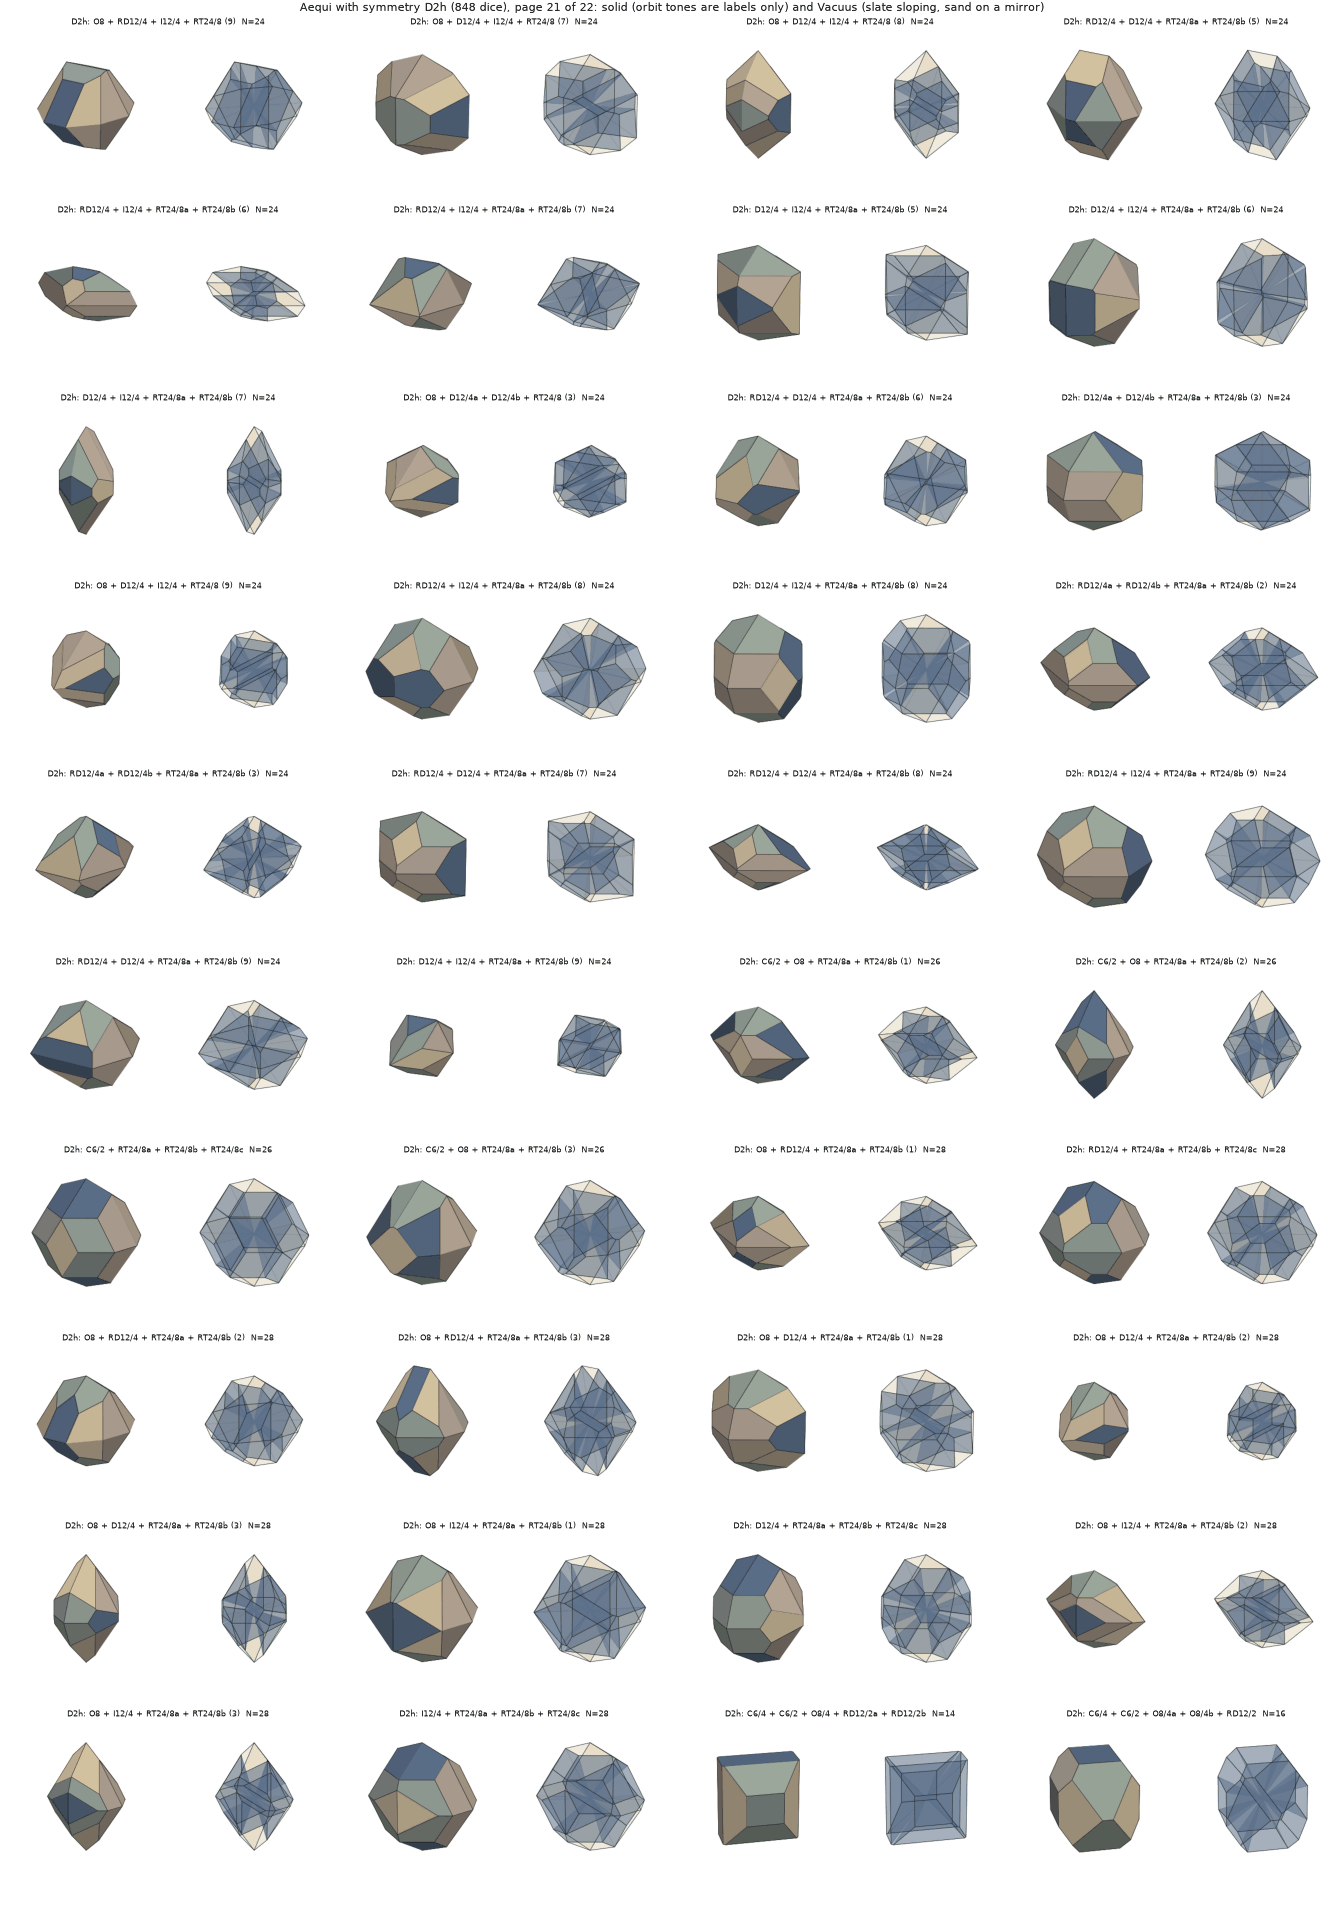 Aequi with symmetry D2h (848 dice), page 21 of 22: solid (orbit tones are labels only) and Vacuus (slate sloping, sand on a mirror)
D2h: O8 + RD12/4 + I12/4 + RT24/8 (9)  N=24
D2h: O8 + D12/4 + I12/4 + RT24/8 (7)  N=24
D2h: O8 + D12/4 + I12/4 + RT24/8 (8)  N=24
D2h: RD12/4 + D12/4 + RT24/8a + RT24/8b (5)  N=24
D2h: RD12/4 + I12/4 + RT24/8a + RT24/8b (6)  N=24
D2h: RD12/4 + I12/4 + RT24/8a + RT24/8b (7)  N=24
D2h: D12/4 + I12/4 + RT24/8a + RT24/8b (5)  N=24
D2h: D12/4 + I12/4 + RT24/8a + RT24/8b (6)  N=24
D2h: D12/4 + I12/4 + RT24/8a + RT24/8b (7)  N=24
D2h: O8 + D12/4a + D12/4b + RT24/8 (3)  N=24
D2h: RD12/4 + D12/4 + RT24/8a + RT24/8b (6)  N=24
D2h: D12/4a + D12/4b + RT24/8a + RT24/8b (3)  N=24
D2h: O8 + D12/4 + I12/4 + RT24/8 (9)  N=24
D2h: RD12/4 + I12/4 + RT24/8a + RT24/8b (8)  N=24
D2h: D12/4 + I12/4 + RT24/8a + RT24/8b (8)  N=24
D2h: RD12/4a + RD12/4b + RT24/8a + RT24/8b (2)  N=24
D2h: RD12/4a + RD12/4b + RT24/8a + RT24/8b (3)  N=24
D2h: RD12/4 + D12/4 + RT24/8a + RT24/8b (7)  N=24
D2h: RD12/4 + D12/4 + RT24/8a + RT24/8b (8)  N=24
D2h: RD12/4 + I12/4 + RT24/8a + RT24/8b (9)  N=24
D2h: RD12/4 + D12/4 + RT24/8a + RT24/8b (9)  N=24
D2h: D12/4 + I12/4 + RT24/8a + RT24/8b (9)  N=24
D2h: C6/2 + O8 + RT24/8a + RT24/8b (1)  N=26
D2h: C6/2 + O8 + RT24/8a + RT24/8b (2)  N=26
D2h: C6/2 + RT24/8a + RT24/8b + RT24/8c  N=26
D2h: C6/2 + O8 + RT24/8a + RT24/8b (3)  N=26
D2h: O8 + RD12/4 + RT24/8a + RT24/8b (1)  N=28
D2h: RD12/4 + RT24/8a + RT24/8b + RT24/8c  N=28
D2h: O8 + RD12/4 + RT24/8a + RT24/8b (2)  N=28
D2h: O8 + RD12/4 + RT24/8a + RT24/8b (3)  N=28
D2h: O8 + D12/4 + RT24/8a + RT24/8b (1)  N=28
D2h: O8 + D12/4 + RT24/8a + RT24/8b (2)  N=28
D2h: O8 + D12/4 + RT24/8a + RT24/8b (3)  N=28
D2h: O8 + I12/4 + RT24/8a + RT24/8b (1)  N=28
D2h: D12/4 + RT24/8a + RT24/8b + RT24/8c  N=28
D2h: O8 + I12/4 + RT24/8a + RT24/8b (2)  N=28
D2h: O8 + I12/4 + RT24/8a + RT24/8b (3)  N=28
D2h: I12/4 + RT24/8a + RT24/8b + RT24/8c  N=28
D2h: C6/4 + C6/2 + O8/4 + RD12/2a + RD12/2b  N=14
D2h: C6/4 + C6/2 + O8/4a + O8/4b + RD12/2  N=16